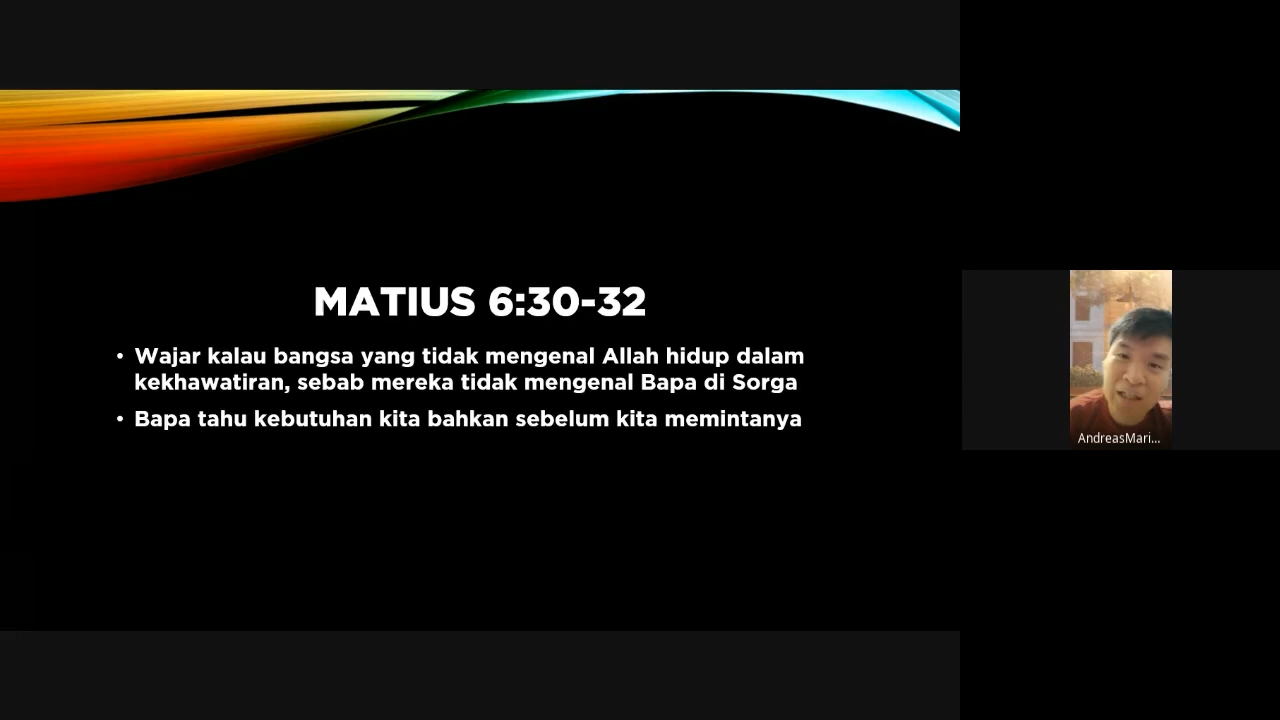 MATIUS 6:30-32
• Wajar kalau bangsa yang tidak mengenal Allah hidup dalam
kekhawatiran, sebab mereka tidak mengenal Bapa di Sorga
• Bapa tahu kebutuhan kita bahkan sebelum kita memintanya
AndreasMari...